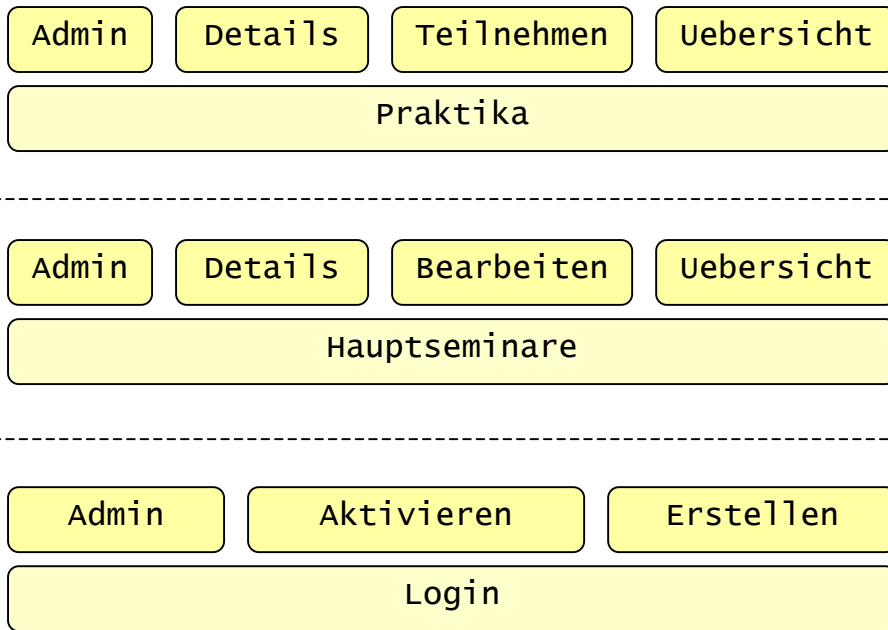 Admin Details Teilnehmen Uebersicht
Praktika
Admin Details Bearbeiten Uebersicht
Hauptseminare
Admin Aktivieren Erstellen
Login